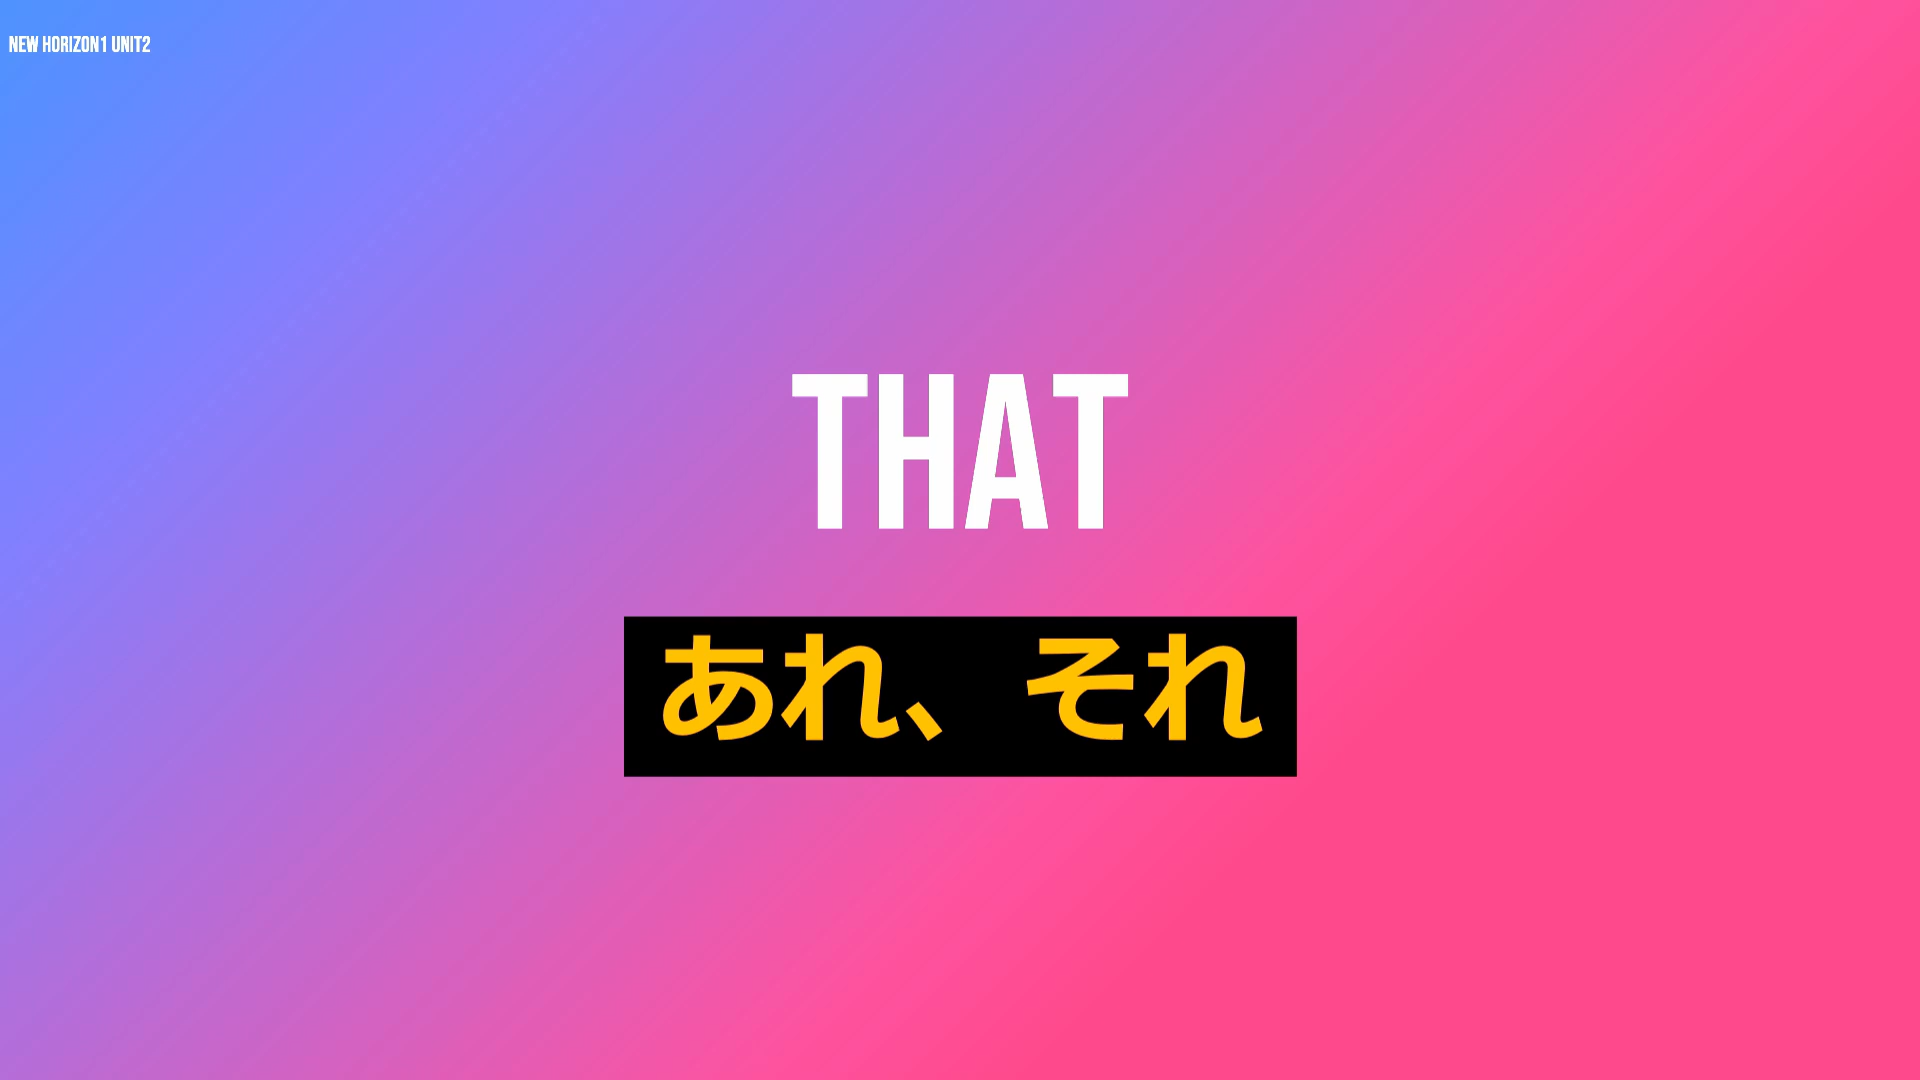 NEW HORIZON1 UNIT2
THAT
あれ、それ